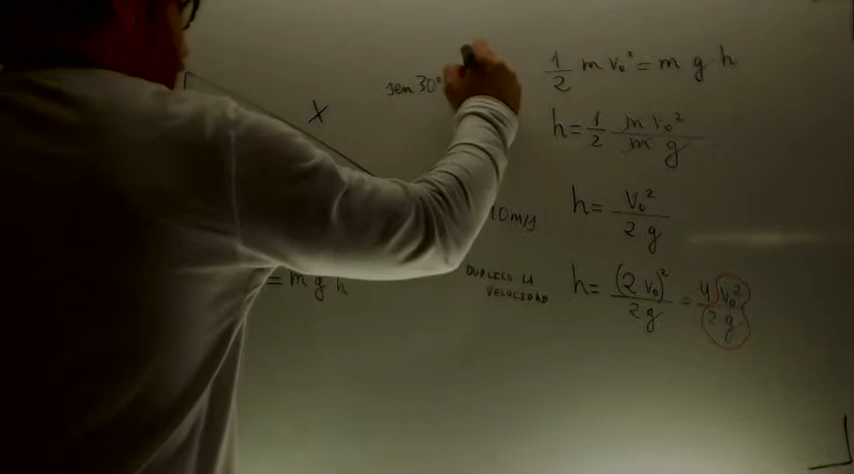 X
sen 30°
10 m/s
= m g h
DUPLICO LA
VELOCIDAD
1/2 m v₀² = m g h
h = 1/2 m v₀² / m g
h = v₀² / 2 g
h = (2 v₀)² / 2 g = 4 v₀² / 2 g